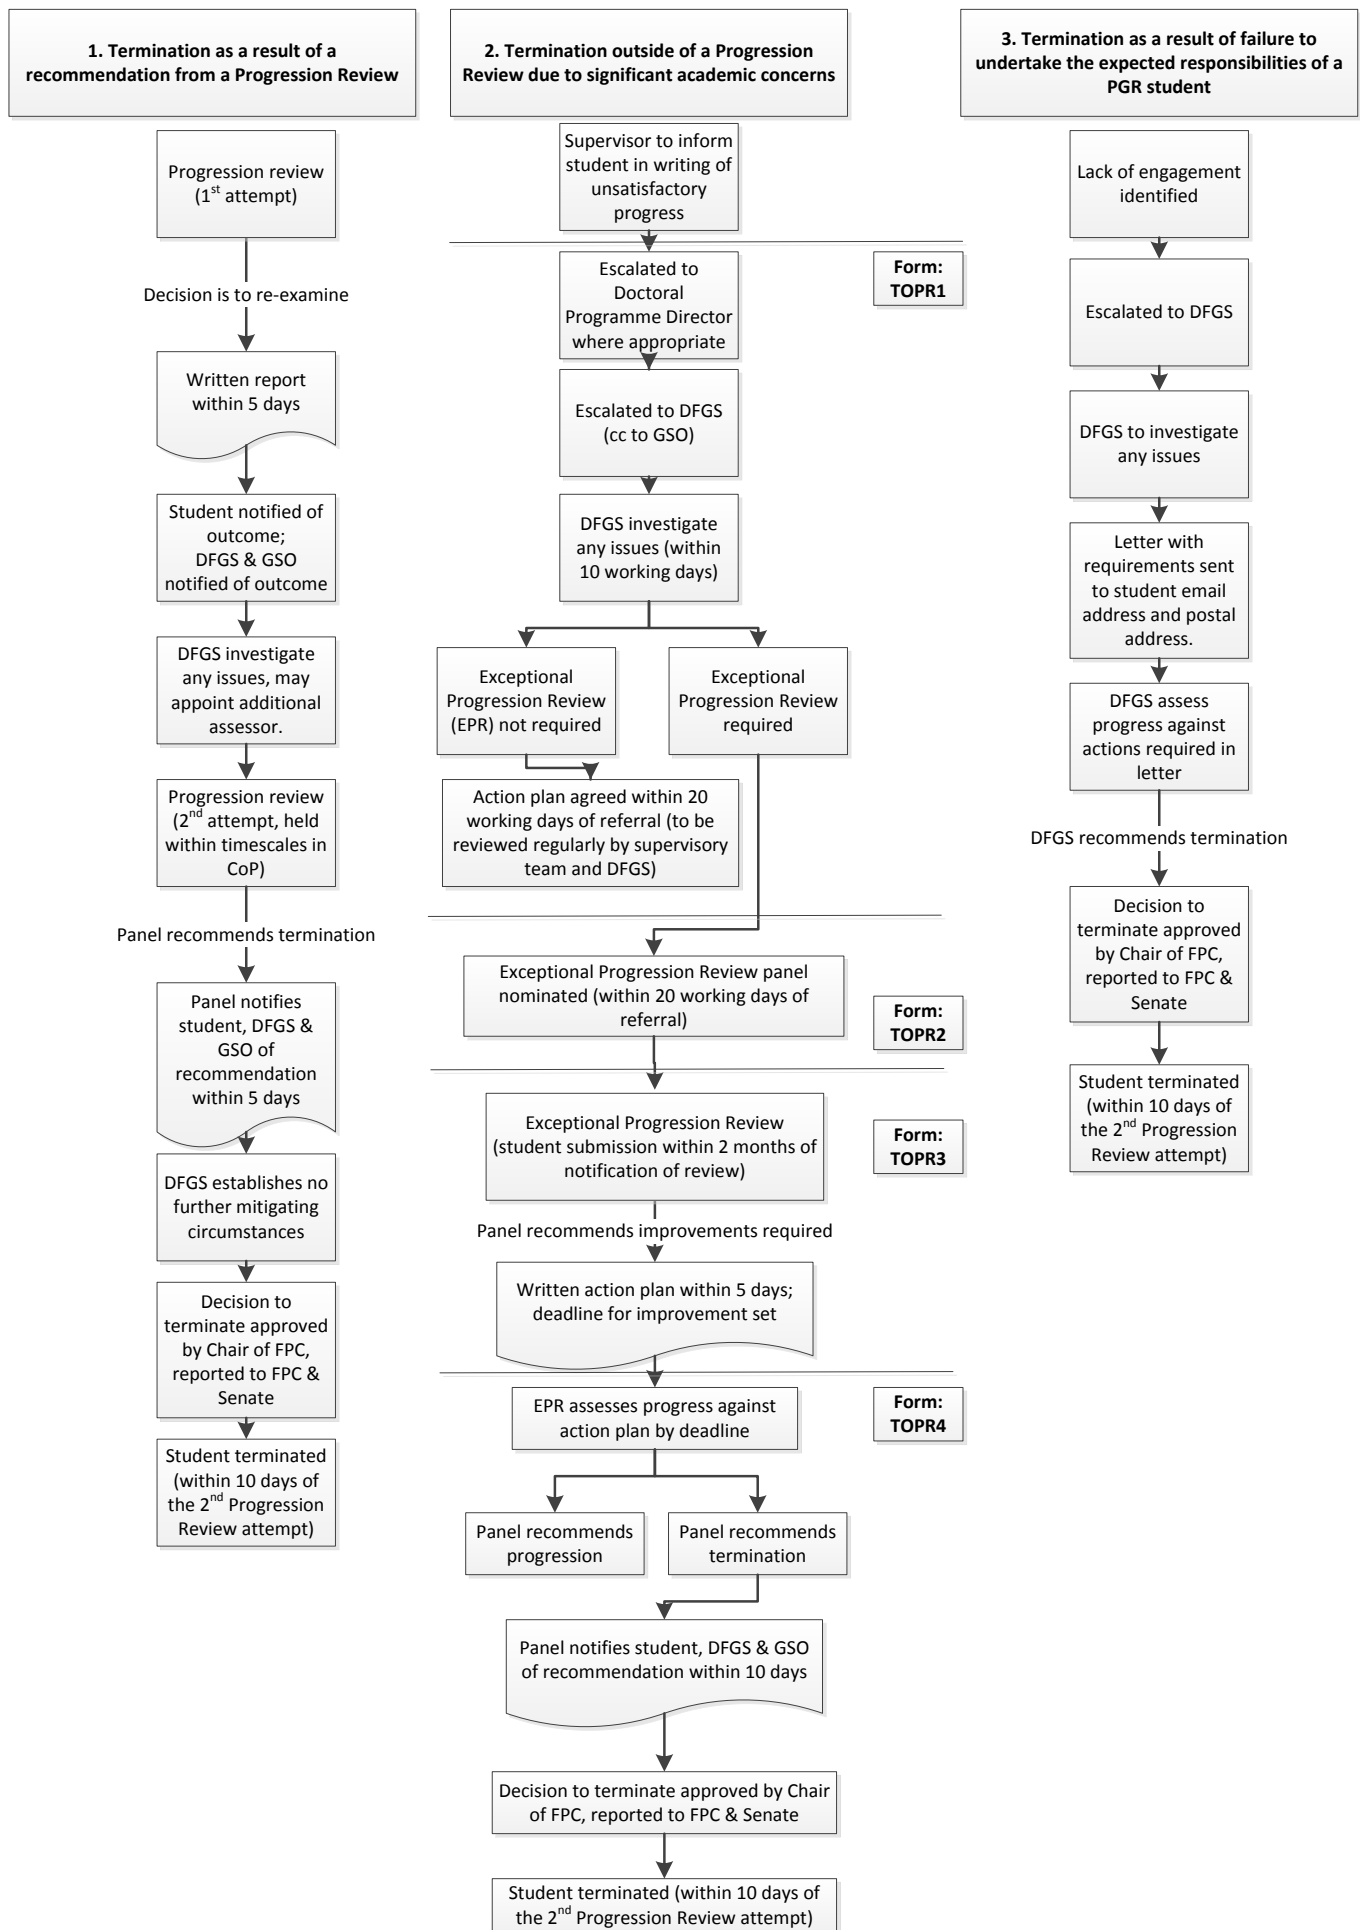 1. Termination as a result of a
recommendation from a Progression Review
Progression review
(1st attempt)
Decision is to re-examine
Written report
within 5 days
Student notified of
outcome;
DFGS & GSO
notified of outcome
DFGS investigate
any issues, may
appoint additional
assessor.
Progression review
(2nd attempt, held
within timescales in
CoP)
Panel recommends termination
Panel notifies
student, DFGS &
GSO of
recommendation
within 5 days
DFGS establishes no
further mitigating
circumstances
Decision to
terminate approved
by Chair of FPC,
reported to FPC &
Senate
Student terminated
(within 10 days of
the 2nd Progression
Review attempt)
2. Termination outside of a Progression
Review due to significant academic concerns
Supervisor to inform
student in writing of
unsatisfactory
progress
Escalated to
Doctoral
Programme Director
where appropriate
Form:
TOPR1
Escalated to DFGS
(cc to GSO)
DFGS investigate
any issues (within
10 working days)
Exceptional
Progression Review
(EPR) not required
Exceptional
Progression Review
required
Action plan agreed within 20
working days of referral (to be
reviewed regularly by supervisory
team and DFGS)
Exceptional Progression Review panel
nominated (within 20 working days of
referral)
Form:
TOPR2
Exceptional Progression Review
(student submission within 2 months of
notification of review)
Form:
TOPR3
Panel recommends improvements required
Written action plan within 5 days;
deadline for improvement set
EPR assesses progress against
action plan by deadline
Form:
TOPR4
Panel recommends
progression
Panel recommends
termination
Panel notifies student, DFGS & GSO
of recommendation within 10 days
Decision to terminate approved by Chair
of FPC, reported to FPC & Senate
Student terminated (within 10 days of
the 2nd Progression Review attempt)
3. Termination as a result of failure to
undertake the expected responsibilities of a
PGR student
Lack of engagement
identified
Escalated to DFGS
DFGS to investigate
any issues
Letter with
requirements sent
to student email
address and postal
address.
DFGS assess
progress against
actions required in
letter
DFGS recommends termination
Decision to
terminate approved
by Chair of FPC,
reported to FPC &
Senate
Student terminated
(within 10 days of
the 2nd Progression
Review attempt)